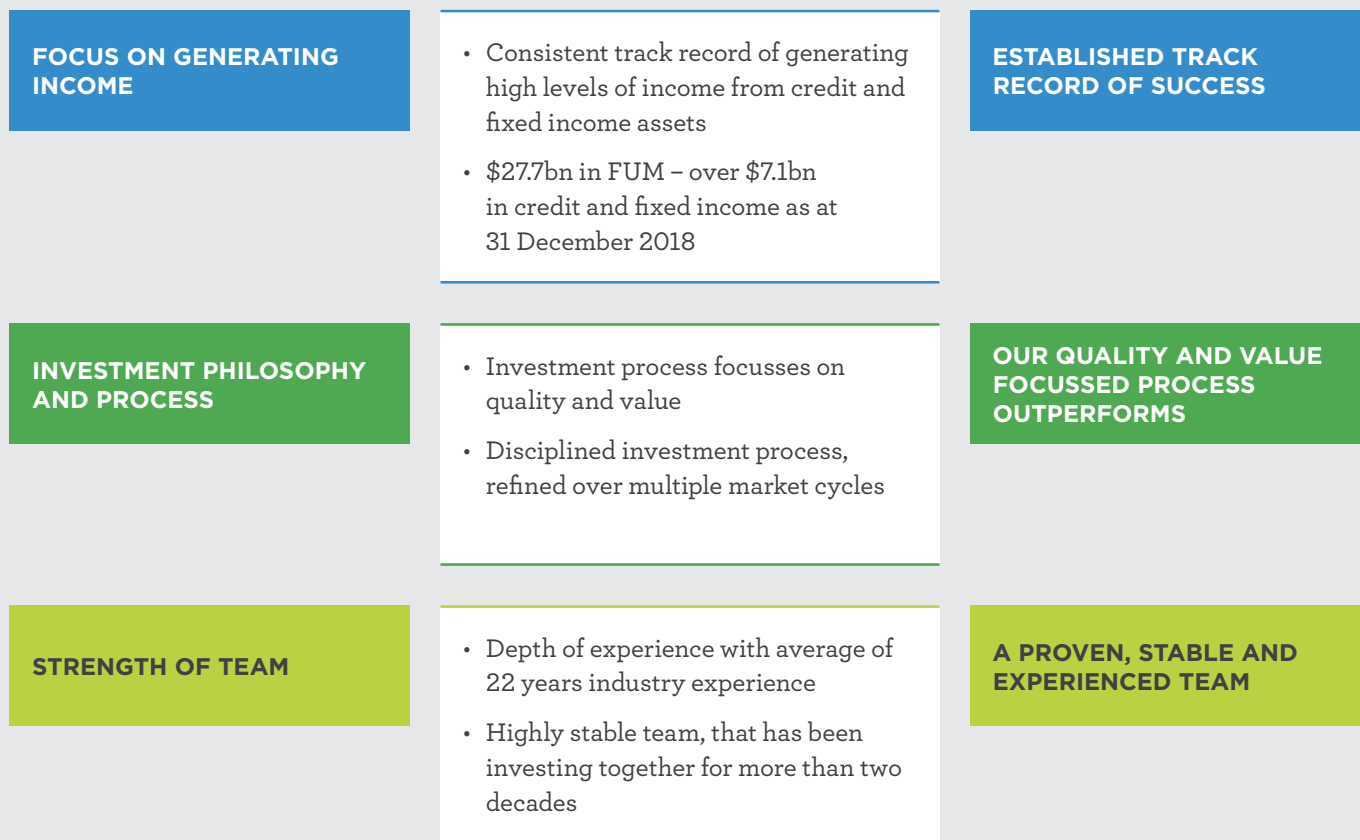 FOCUS ON GENERATING
INCOME
• Consistent track record of generating
high levels of income from credit and
fixed income assets
• $27.7bn in FUM – over $7.1bn
in credit and fixed income as at
31 December 2018
ESTABLISHED TRACK
RECORD OF SUCCESS
INVESTMENT PHILOSOPHY
AND PROCESS
• Investment process focusses on
quality and value
• Disciplined investment process,
refined over multiple market cycles
OUR QUALITY AND VALUE
FOCUSSED PROCESS
OUTPERFORMS
STRENGTH OF TEAM
• Depth of experience with average of
22 years industry experience
• Highly stable team, that has been
investing together for more than two
decades
A PROVEN, STABLE AND
EXPERIENCED TEAM